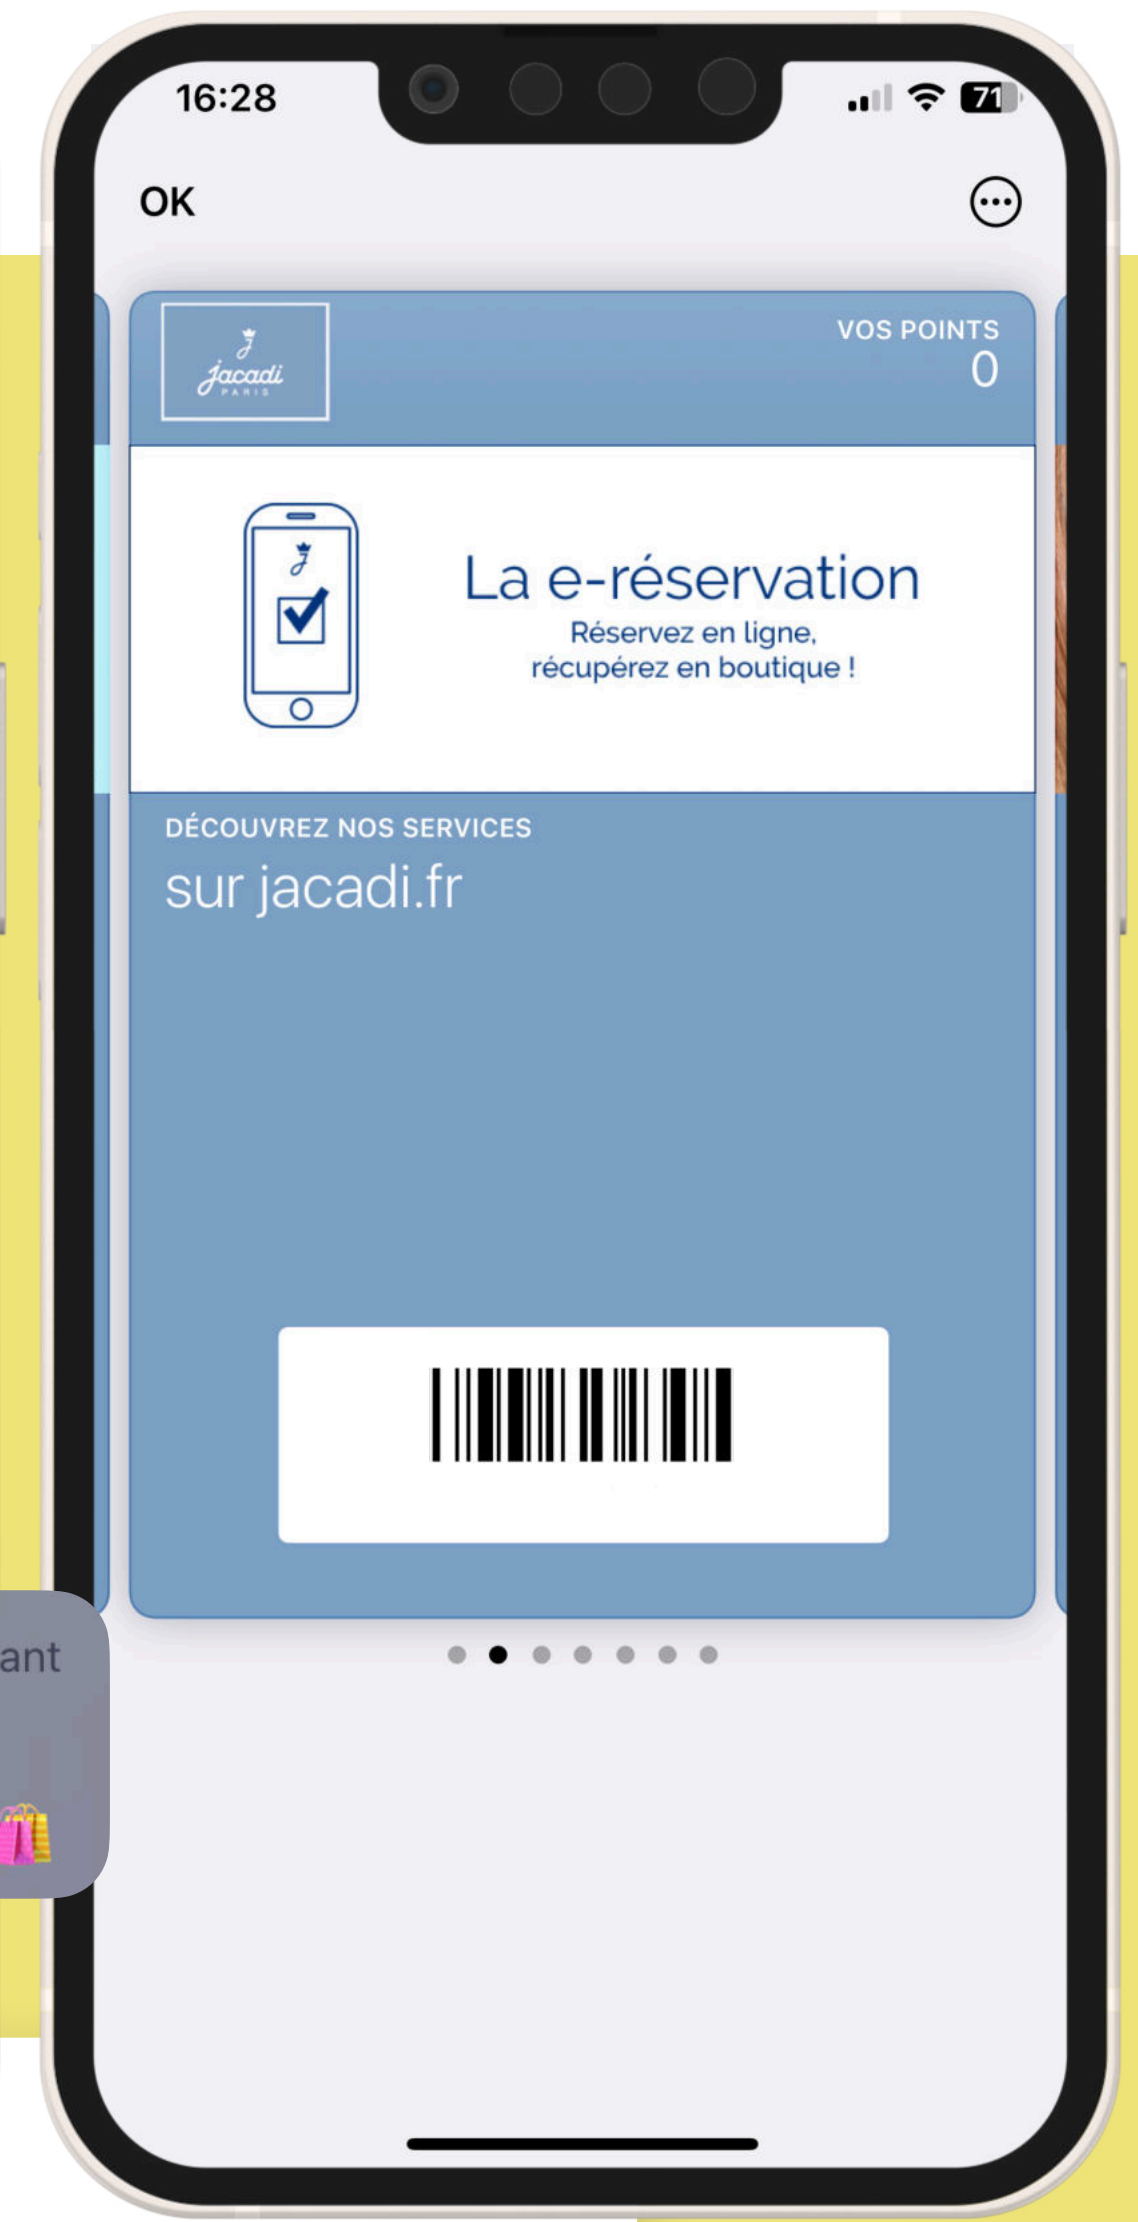 16:28
71
OK
jacadi
PARIS
VOS POINTS
0
La e-réservation
Réservez en ligne,
récupérez en boutique !
DÉCOUVREZ NOS SERVICES
sur jacadi.fr
ant